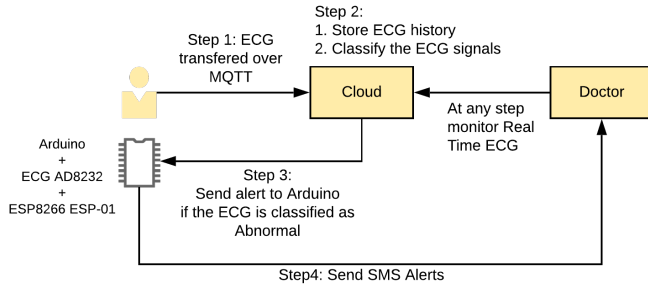 Step 2:
1. Store ECG history
2. Classify the ECG signals
Step 1: ECG
transfered over
MQTT
Cloud
Doctor
At any step
monitor Real
Time ECG
Arduino
+
ECG AD8232
+
ESP8266 ESP-01
Step 3:
Send alert to Arduino
if the ECG is classified as
Abnormal
Step4: Send SMS Alerts